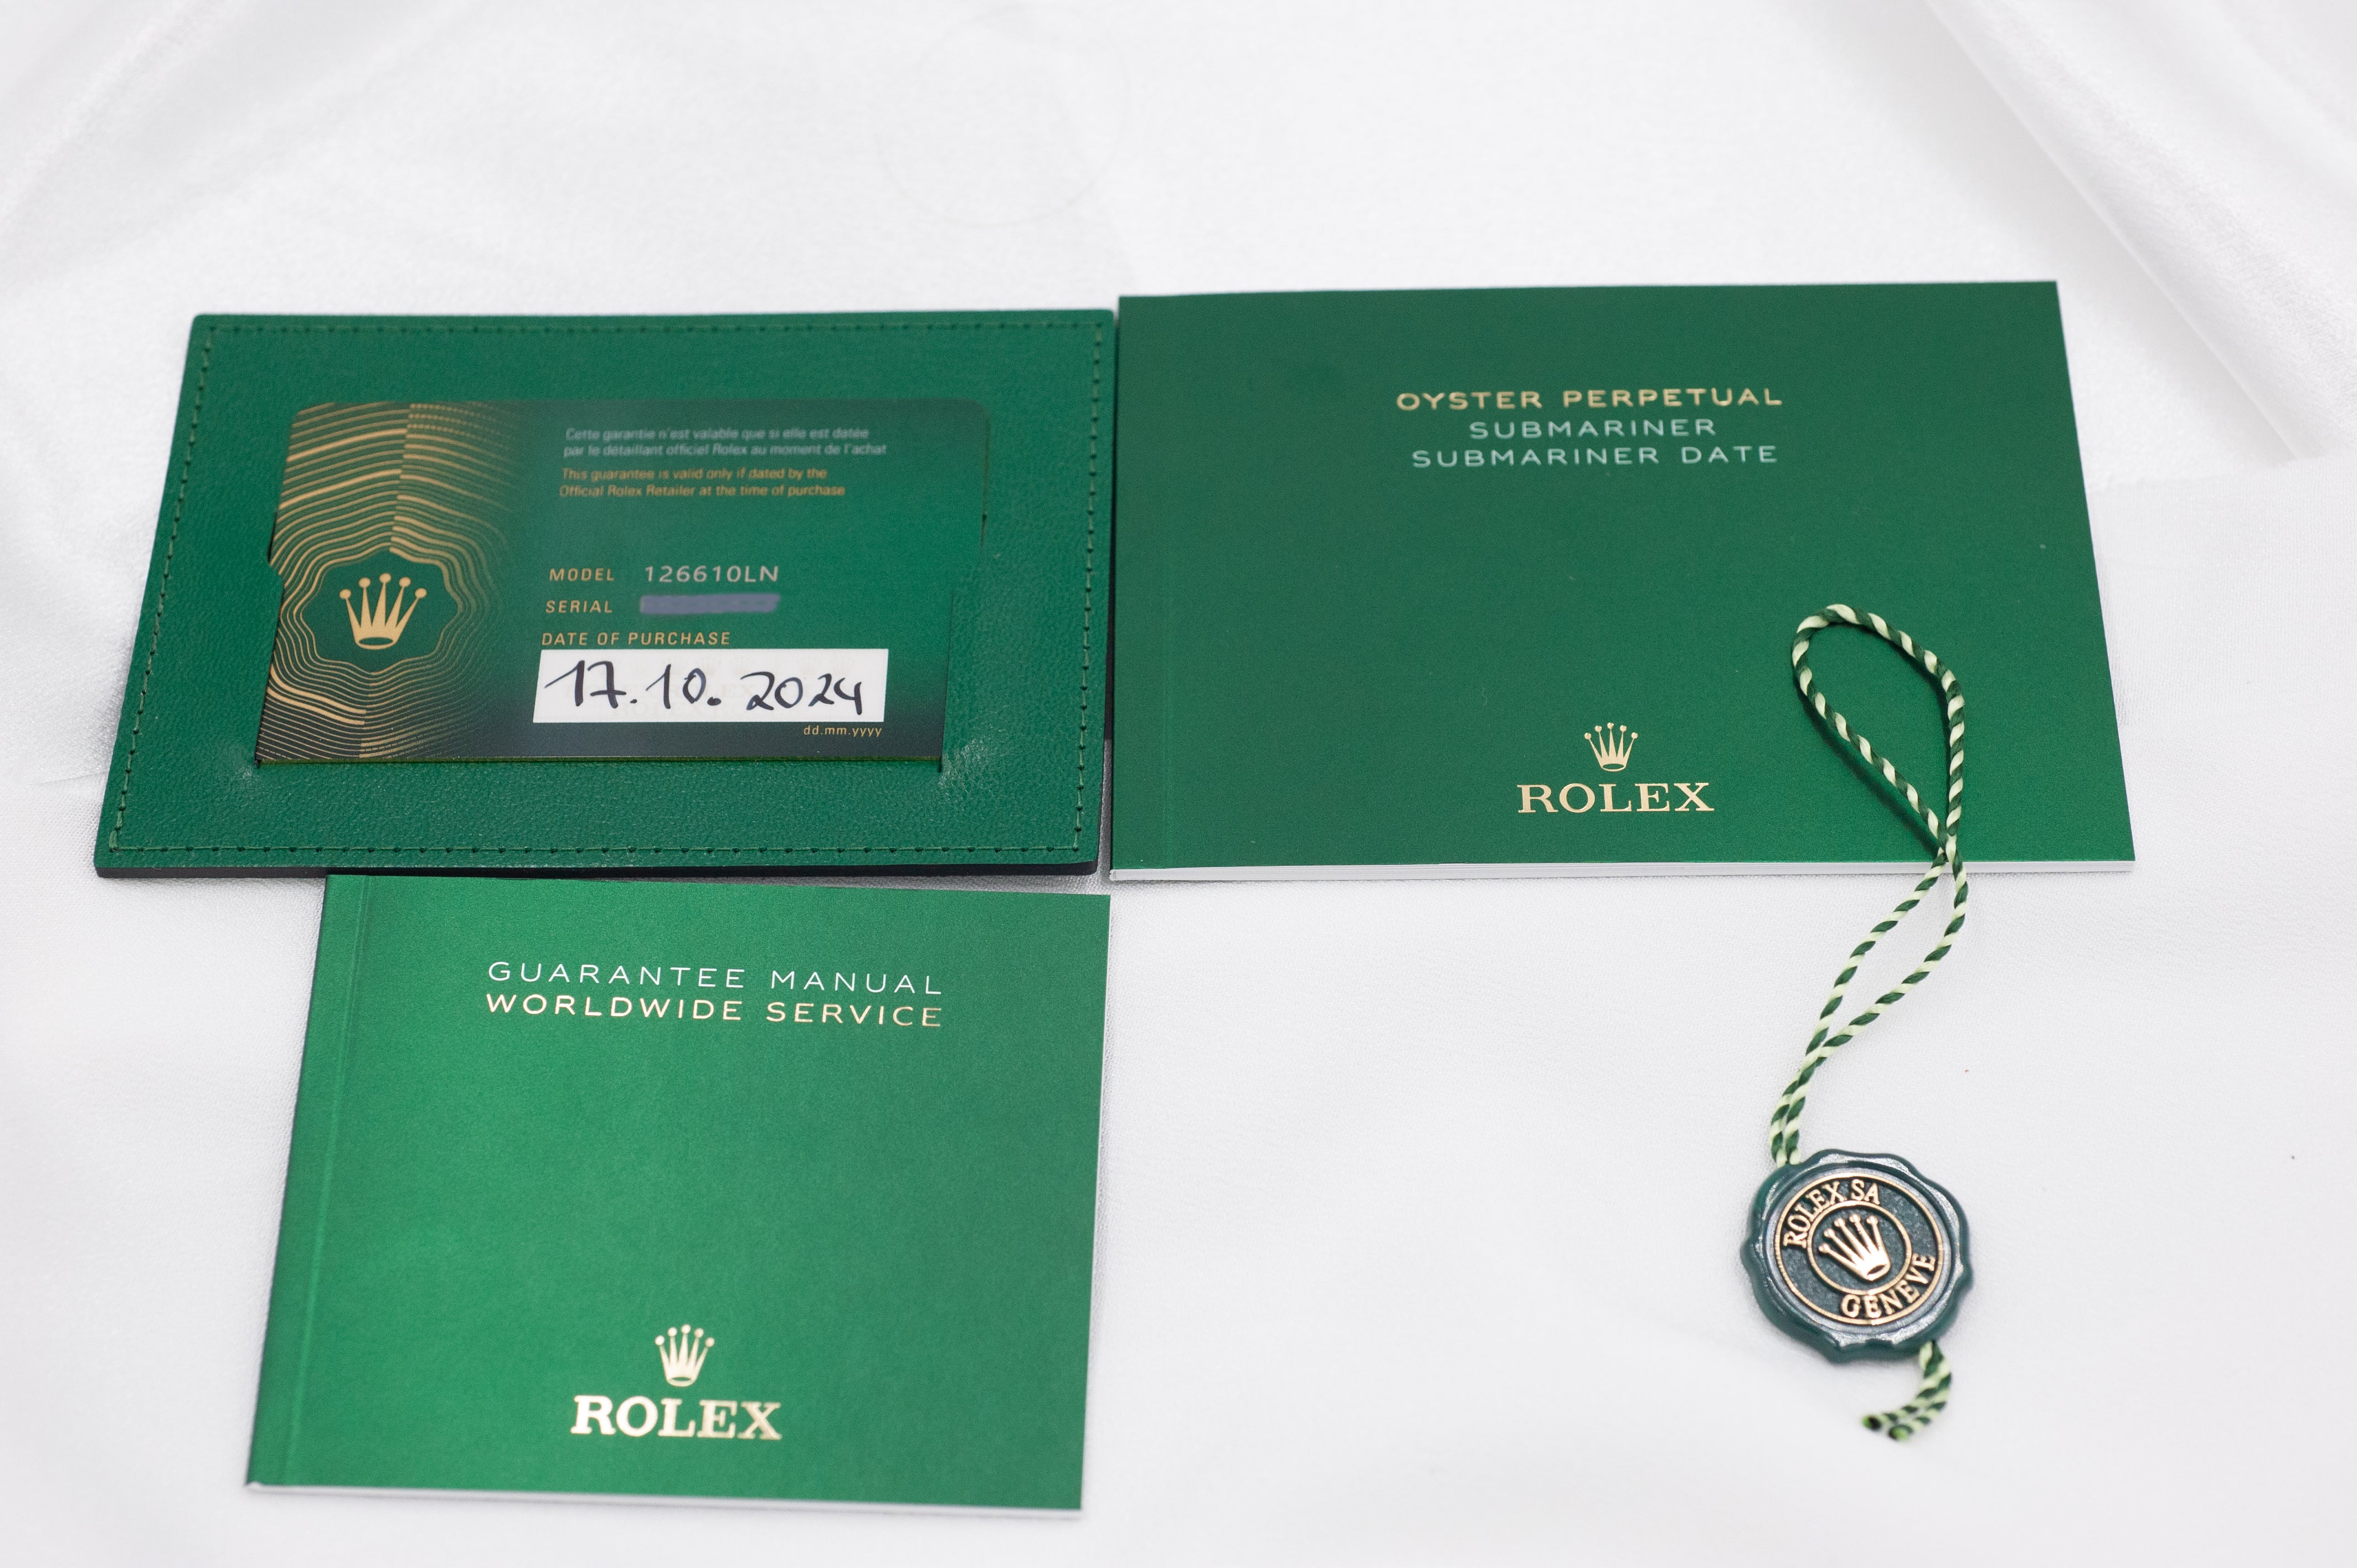 Cette garantie n'est valable que si elle est datée
par le détaillant officiel Rolex au moment de l'achat
This guarantee is valid only if dated by the
Official Rolex Retailer at the time of purchase
MODEL 126610LN
SERIAL
DATE OF PURCHASE
17.10.2024
dd.mm.yyyy
OYSTER PERPETUAL
SUBMARINER
SUBMARINER DATE
ROLEX
GUARANTEE MANUAL
WORLDWIDE SERVICE
ROLEX
ROLEX SA
GENEVE